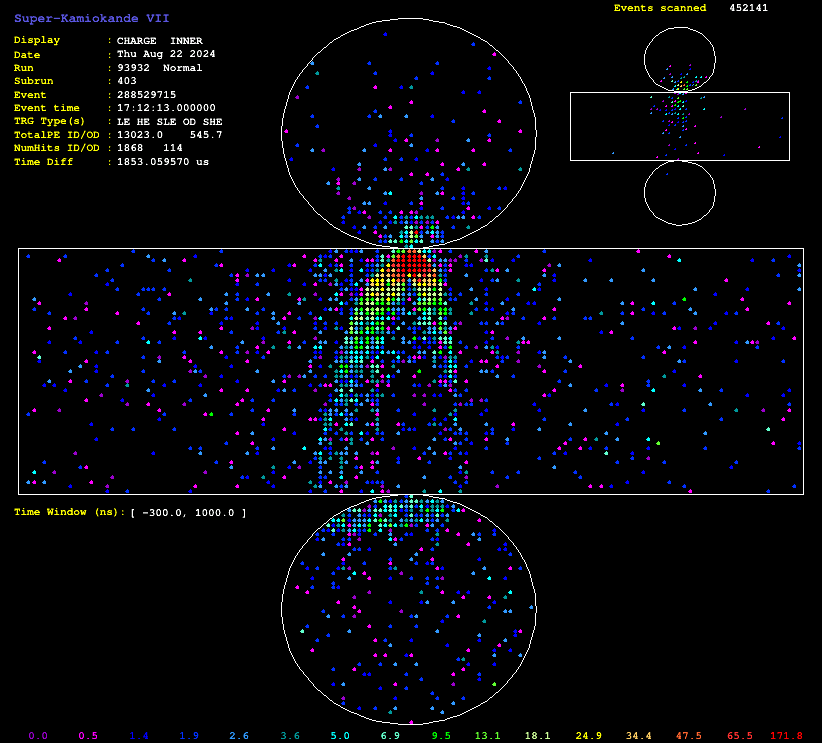 Super-Kamiokande VII
Events scanned 452141
Display : CHARGE INNER
Date : Thu Aug 22 2024
Run : 93932 Normal
Subrun : 403
Event : 288529715
Event time : 17:12:13.000000
TRG Type(s) : LE HE SLE OD SHE
TotalPE ID/OD : 13023.0 545.7
NumHits ID/OD : 1868 114
Time Diff : 1853.059570 us
Time Window (ns): [ -300.0, 1000.0 ]
0.0 0.5 1.4 1.9 2.6 3.6 5.0 6.9 9.5 13.1 18.1 24.9 34.4 47.5 65.5 171.8